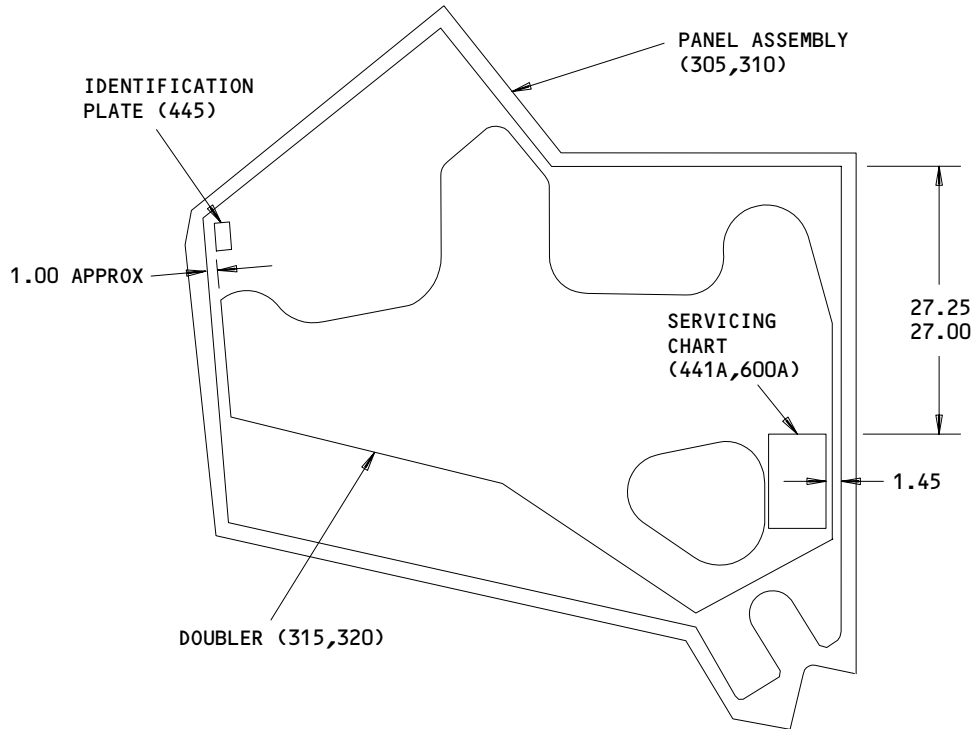 PANEL ASSEMBLY
(305,310)
IDENTIFICATION
PLATE (445)
1.00 APPROX
27.25
27.00
SERVICING
CHART
(441A,600A)
1.45
DOUBLER (315,320)